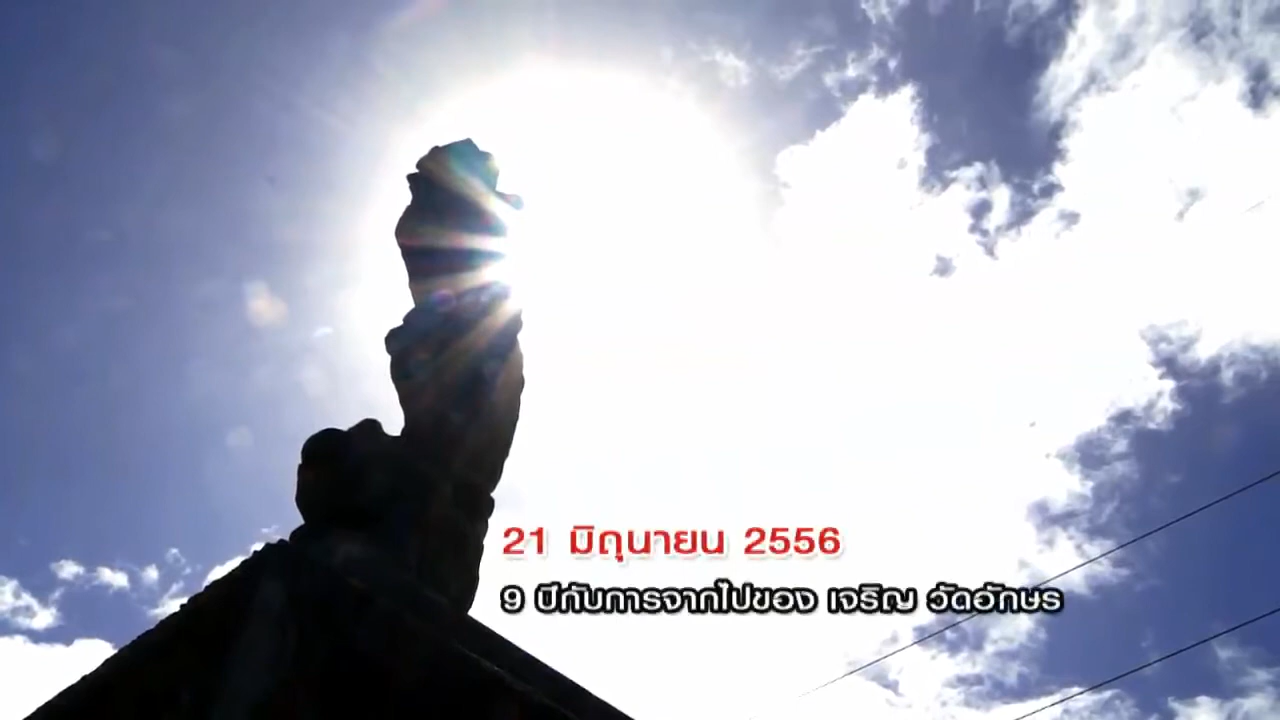 21 มิถุนายน 2556
9 ปีกับการจากไปของ เจริญ วัดอักษร